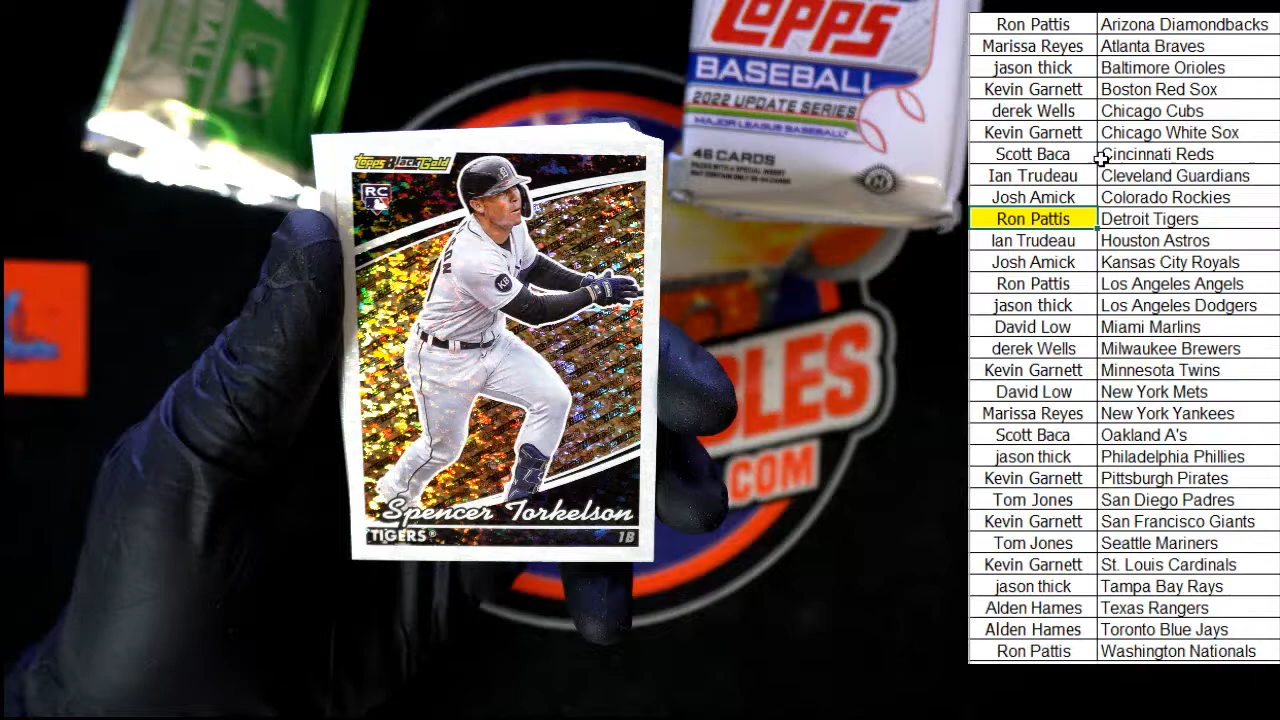 TOPPS
BASEBALL
2022 UPDATE SERIES
MAJOR LEAGUE BASEBALL
46 CARDS
Topps Black Gold
RC
KB
Spencer Torkelson
TIGERS®
1B
.COM
Ron Pattis Arizona Diamondbacks
Marissa Reyes Atlanta Braves
jason thick Baltimore Orioles
Kevin Garnett Boston Red Sox
derek Wells Chicago Cubs
Kevin Garnett Chicago White Sox
Scott Baca Cincinnati Reds
Ian Trudeau Cleveland Guardians
Josh Amick Colorado Rockies
Ron Pattis Detroit Tigers
Ian Trudeau Houston Astros
Josh Amick Kansas City Royals
Ron Pattis Los Angeles Angels
jason thick Los Angeles Dodgers
David Low Miami Marlins
derek Wells Milwaukee Brewers
Kevin Garnett Minnesota Twins
David Low New York Mets
Marissa Reyes New York Yankees
Scott Baca Oakland A's
jason thick Philadelphia Phillies
Kevin Garnett Pittsburgh Pirates
Tom Jones San Diego Padres
Kevin Garnett San Francisco Giants
Tom Jones Seattle Mariners
Kevin Garnett St. Louis Cardinals
jason thick Tampa Bay Rays
Alden Hames Texas Rangers
Alden Hames Toronto Blue Jays
Ron Pattis Washington Nationals